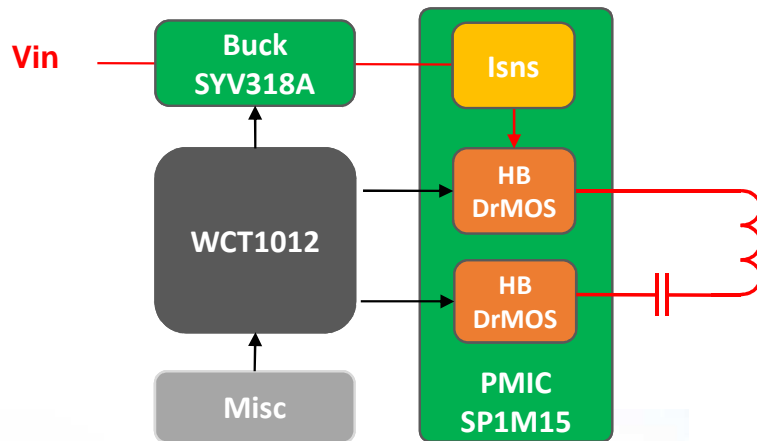 Vin
Buck
SYV318A
Isns
HB
DrMOS
WCT1012
HB
DrMOS
Misc
PMIC
SP1M15